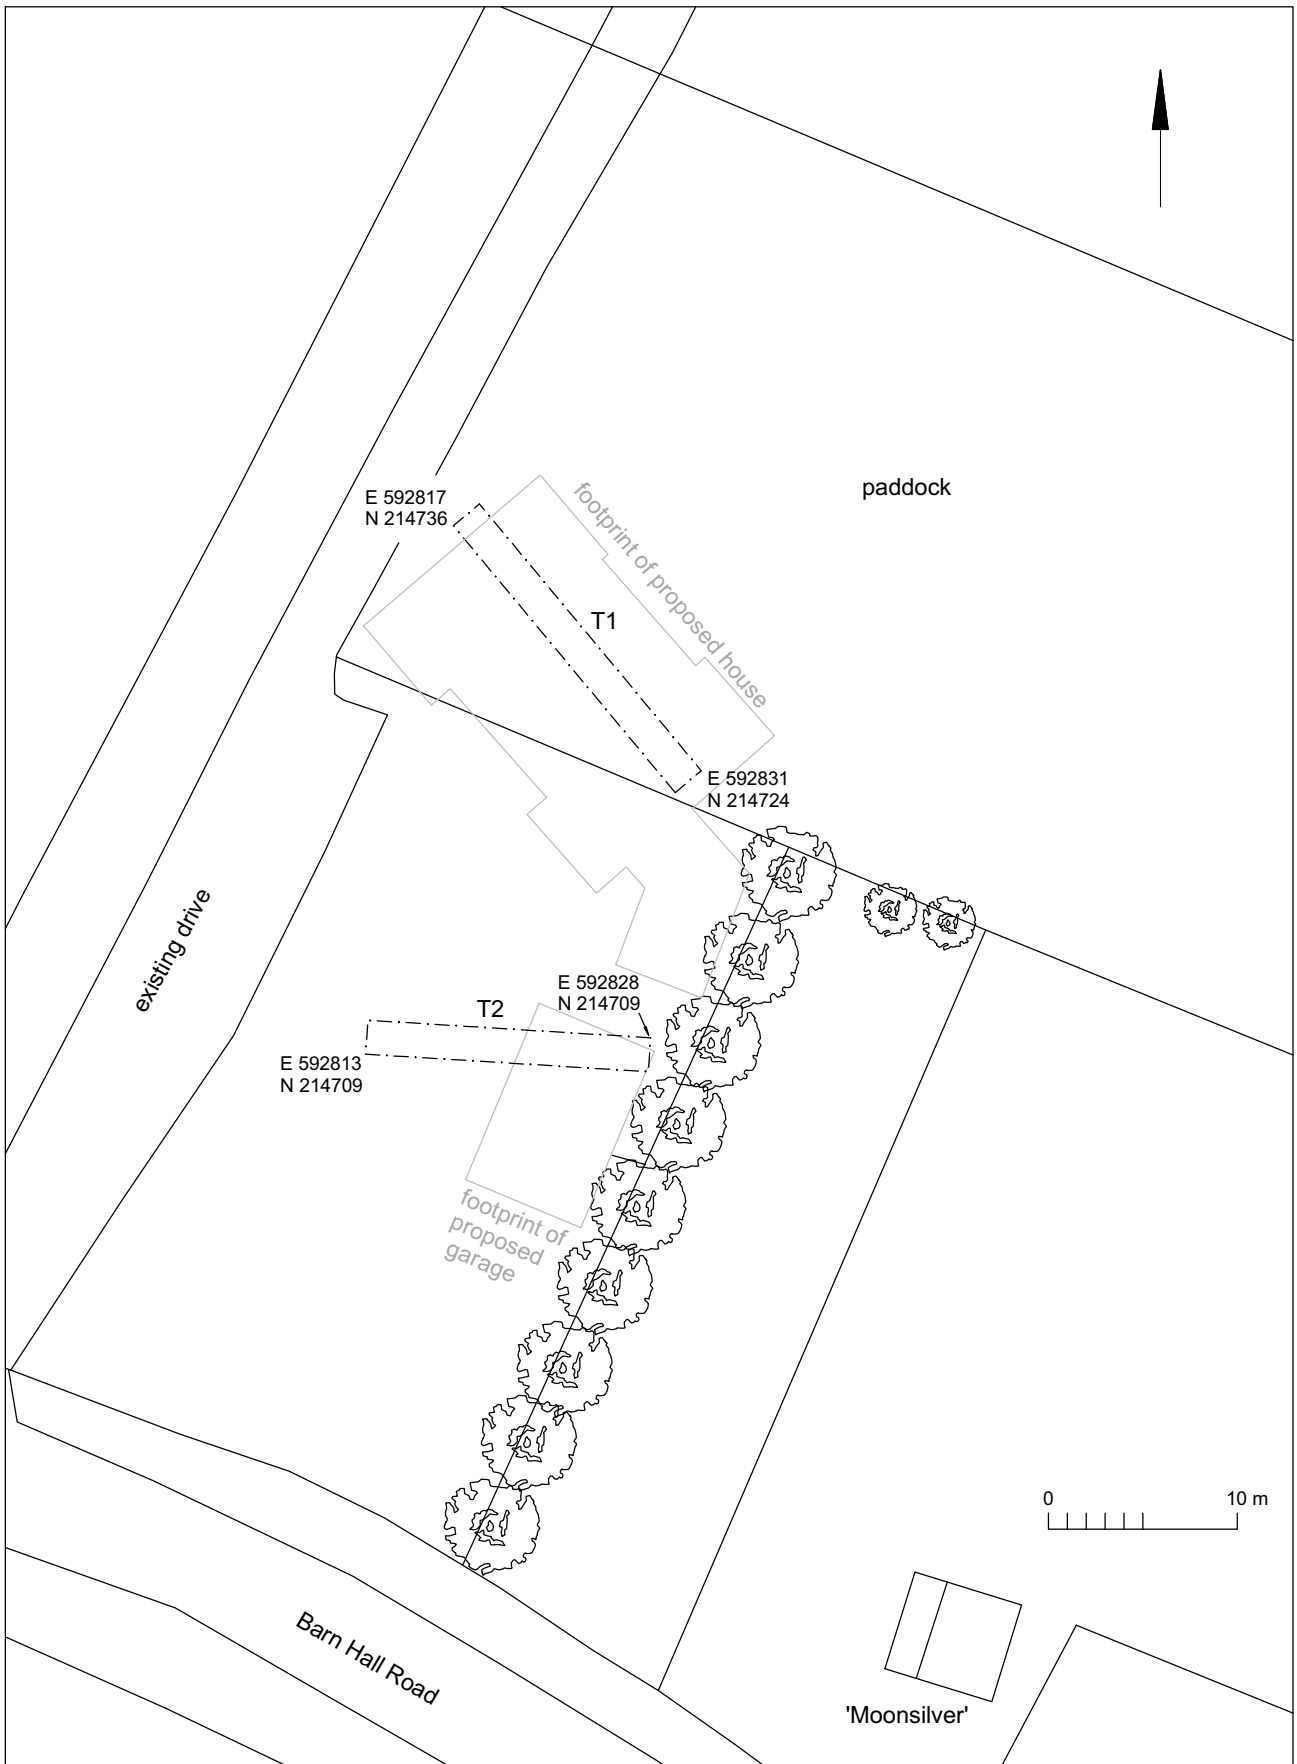 paddock
E 592817
N 214736
footprint of proposed house
T1
E 592831
N 214724
existing drive
E 592828
N 214709
T2
E 592813
N 214709
footprint of
proposed
garage
0 10 m
Barn Hall Road
'Moonsilver'